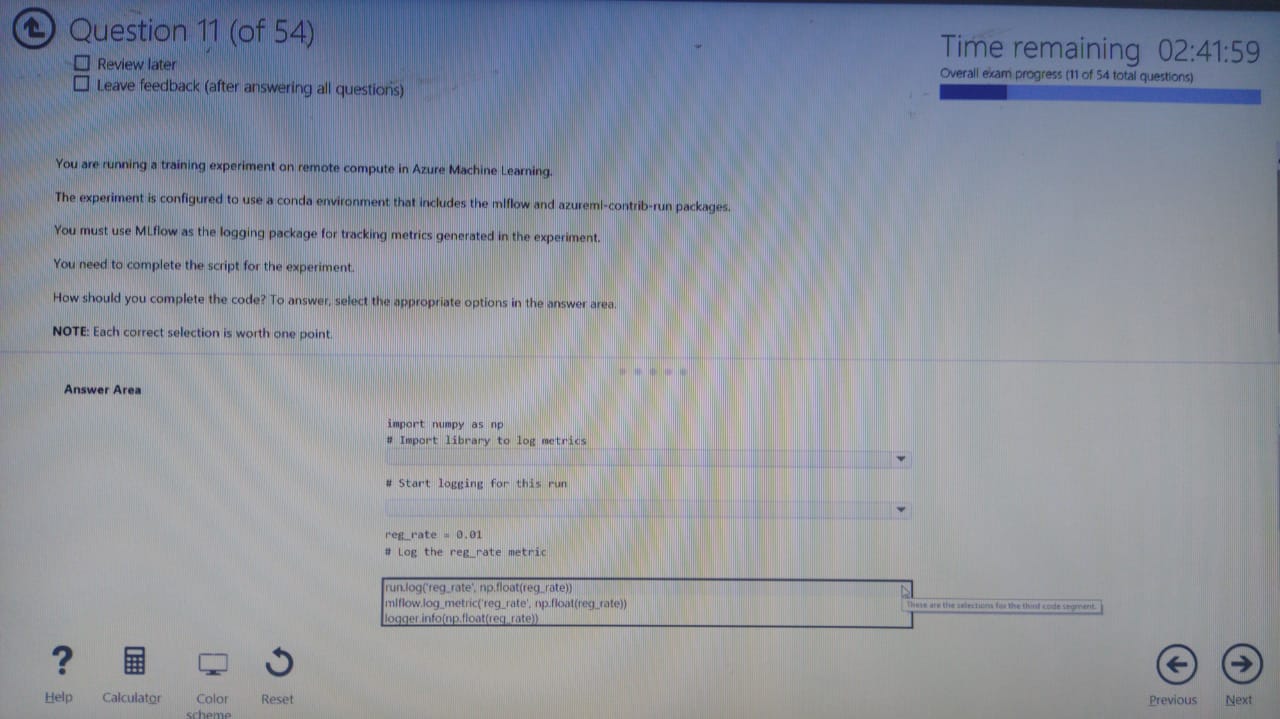 Question 11 (of 54)
Review later
Leave feedback (after answering all questions)
Time remaining 02:41:59
Overall exam progress (11 of 54 total questions)
You are running a training experiment on remote compute in Azure Machine Learning.
The experiment is configured to use a conda environment that includes the mlflow and azureml-contrib-run packages.
You must use MLflow as the logging package for tracking metrics generated in the experiment.
You need to complete the script for the experiment.
How should you complete the code? To answer, select the appropriate options in the answer area.
NOTE: Each correct selection is worth one point.
Answer Area
import numpy as np
# Import library to log metrics
# Start logging for this run
reg_rate = 0.01
# Log the reg_rate metric
run.log('reg_rate', np.float(reg_rate))
mlflow.log_metric('reg_rate', np.float(reg_rate))
logger.info(np.float(reg_rate))
These are the selections for the third code segment.
Help
Calculator
Color
scheme
Reset
Previous
Next